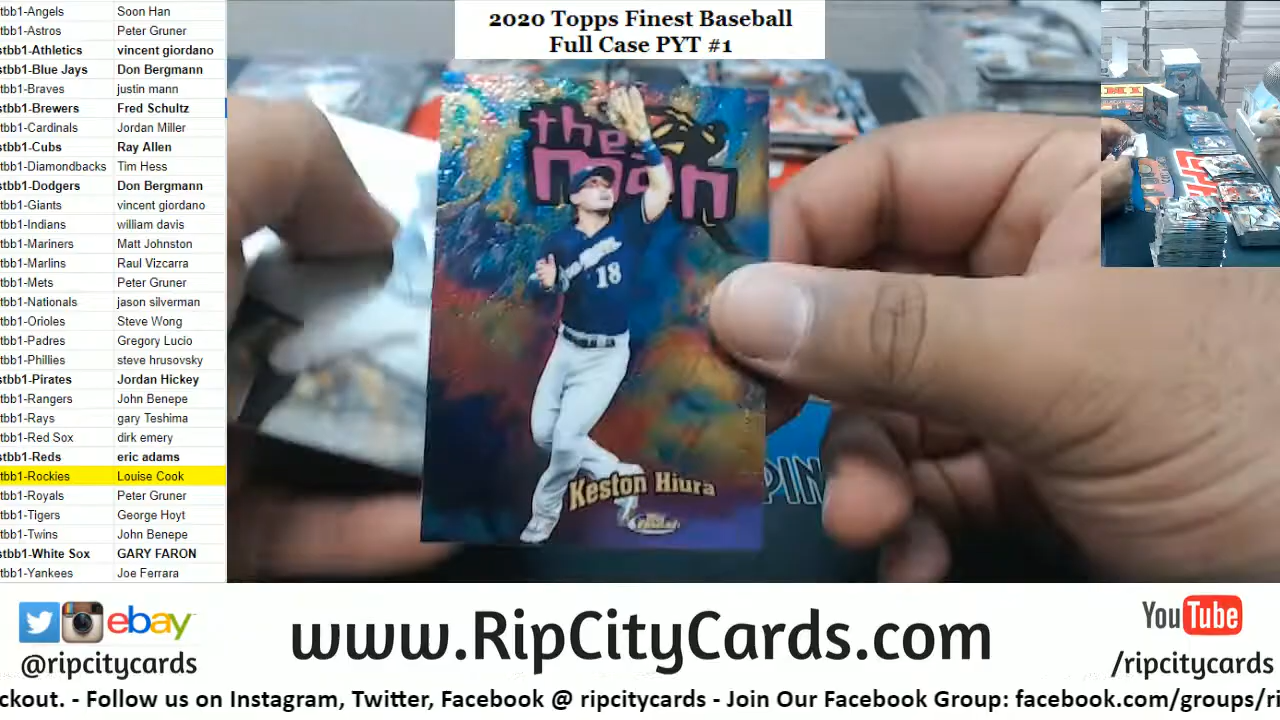 2020 Topps Finest Baseball
Full Case PYT #1
tbb1-Angels Soon Han
tbb1-Astros Peter Gruner
stbb1-Athletics vincent giordano
stbb1-Blue Jays Don Bergmann
tbb1-Braves justin mann
stbb1-Brewers Fred Schultz
tbb1-Cardinals Jordan Miller
stbb1-Cubs Ray Allen
tbb1-Diamondbacks Tim Hess
stbb1-Dodgers Don Bergmann
tbb1-Giants vincent giordano
tbb1-Indians william davis
tbb1-Mariners Matt Johnston
tbb1-Marlins Raul Vizcarra
tbb1-Mets Peter Gruner
tbb1-Nationals jason silverman
tbb1-Orioles Steve Wong
tbb1-Padres Gregory Lucio
tbb1-Phillies steve hrusovsky
stbb1-Pirates Jordan Hickey
tbb1-Rangers John Benepe
tbb1-Rays gary Teshima
tbb1-Red Sox dirk emery
stbb1-Reds eric adams
tbb1-Rockies Louise Cook
tbb1-Royals Peter Gruner
tbb1-Tigers George Hoyt
tbb1-Twins John Benepe
stbb1-White Sox GARY FARON
tbb1-Yankees Joe Ferrara
the
man
18
Keston Hiura
PIN
ebay
@ripcitycards
www.RipCityCards.com
YouTube
/ripcitycards
ckout. - Follow us on Instagram, Twitter, Facebook @ ripcitycards - Join Our Facebook Group: facebook.com/groups/ri